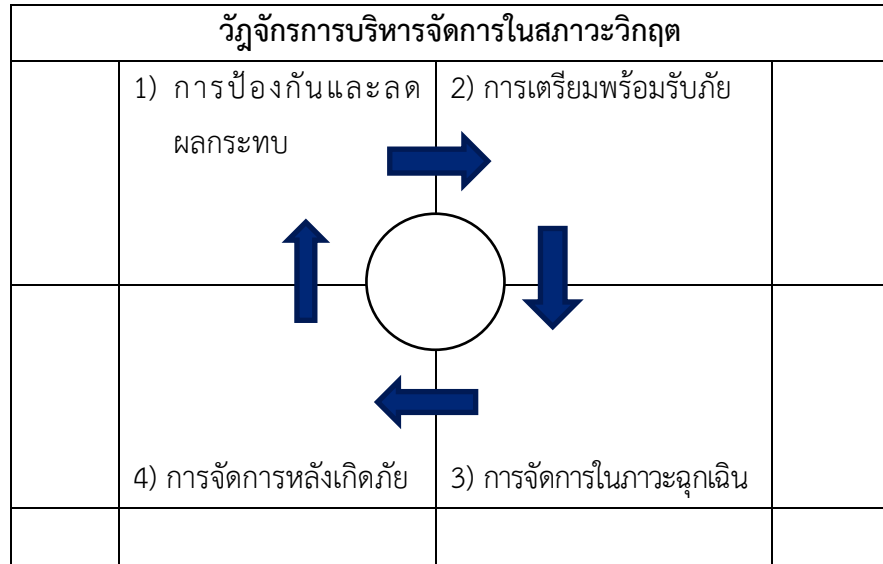 วัฏจักรการบริหารจัดการในสภาวะวิกฤต
1) การป้องกันและลด
ผลกระทบ
2) การเตรียมพร้อมรับภัย
4) การจัดการหลังเกิดภัย
3) การจัดการในภาวะฉุกเฉิน